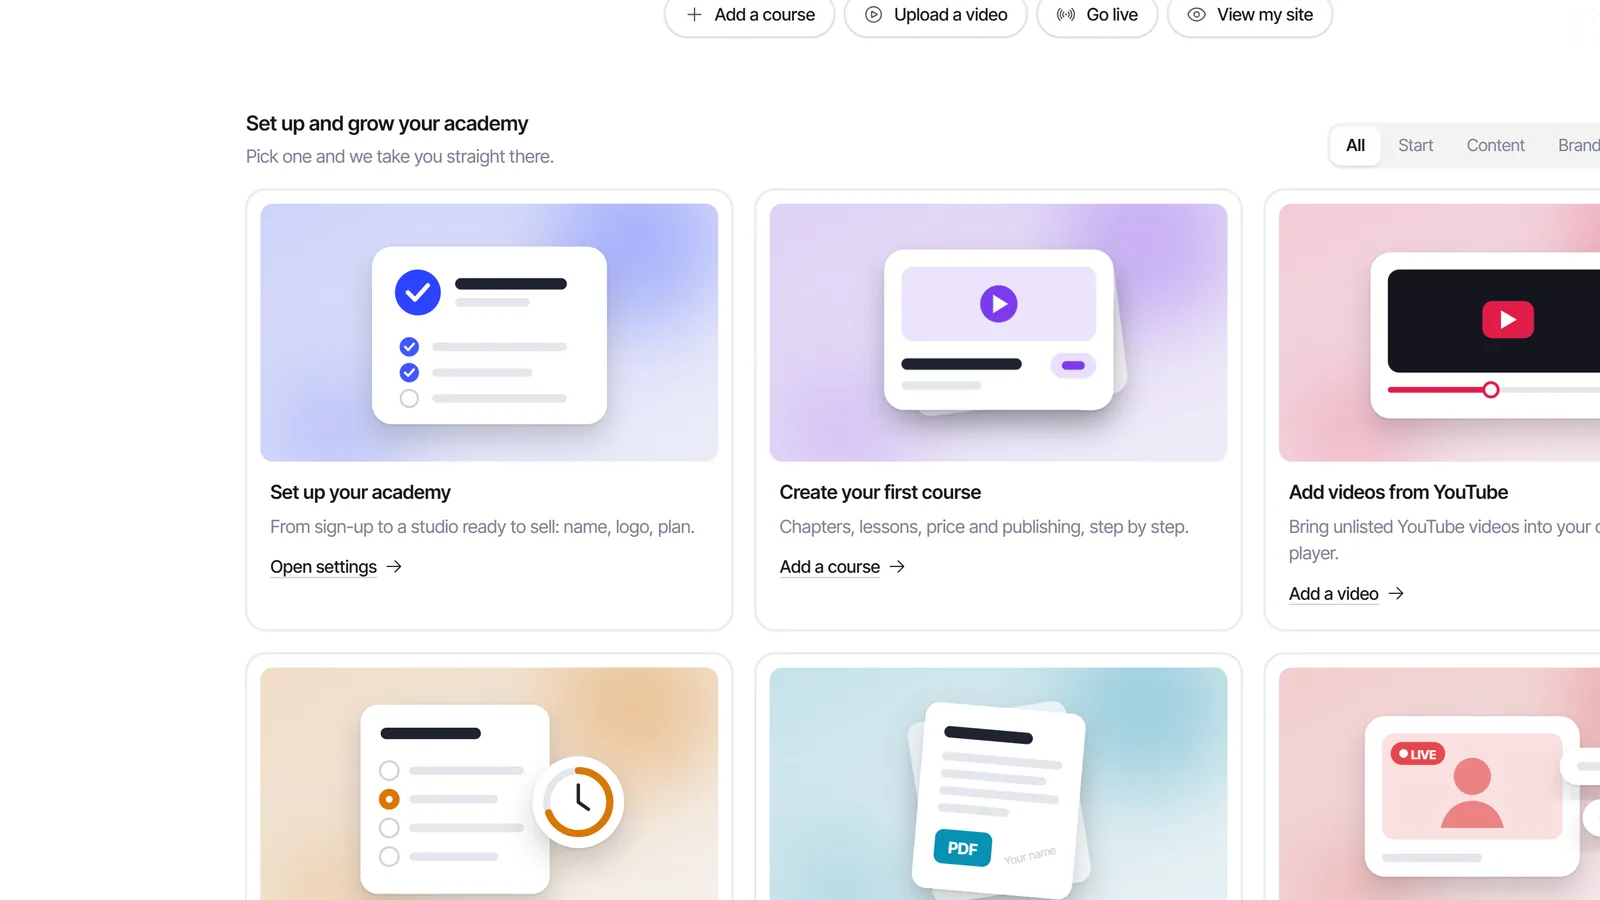 Add a course
Upload a video
Go live
View my site
Set up and grow your academy
Pick one and we take you straight there.
All
Start
Content
Brand
Set up your academy
From sign-up to a studio ready to sell: name, logo, plan.
Open settings
Create your first course
Chapters, lessons, price and publishing, step by step.
Add a course
Add videos from YouTube
Bring unlisted YouTube videos into your
player.
Add a video
PDF
Your name
LIVE